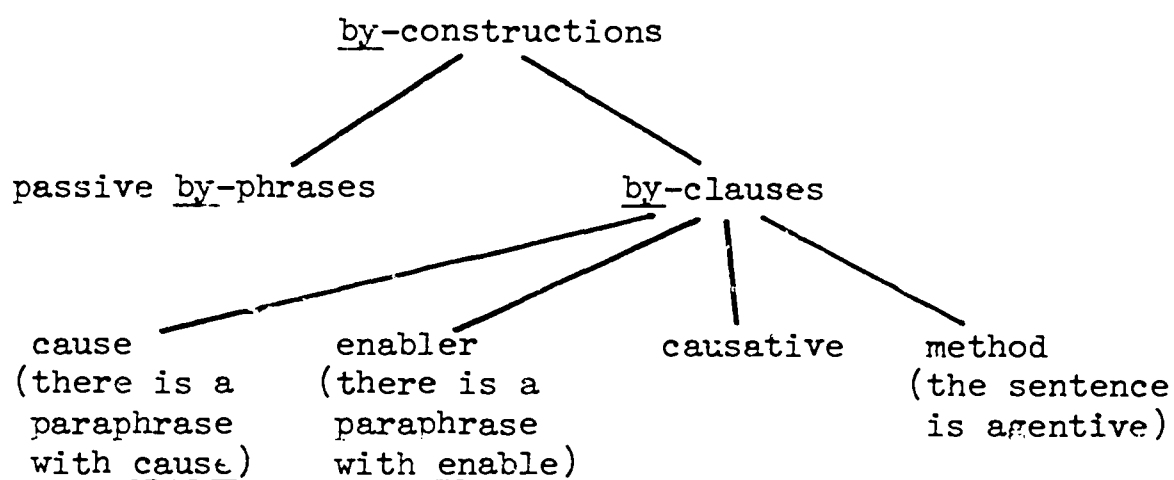 by-constructions
passive by-phrases
by-clauses
cause
(there is a
paraphrase
with cause)
enabler
(there is a
paraphrase
with enable)
causative
method
(the sentence
is agentive)